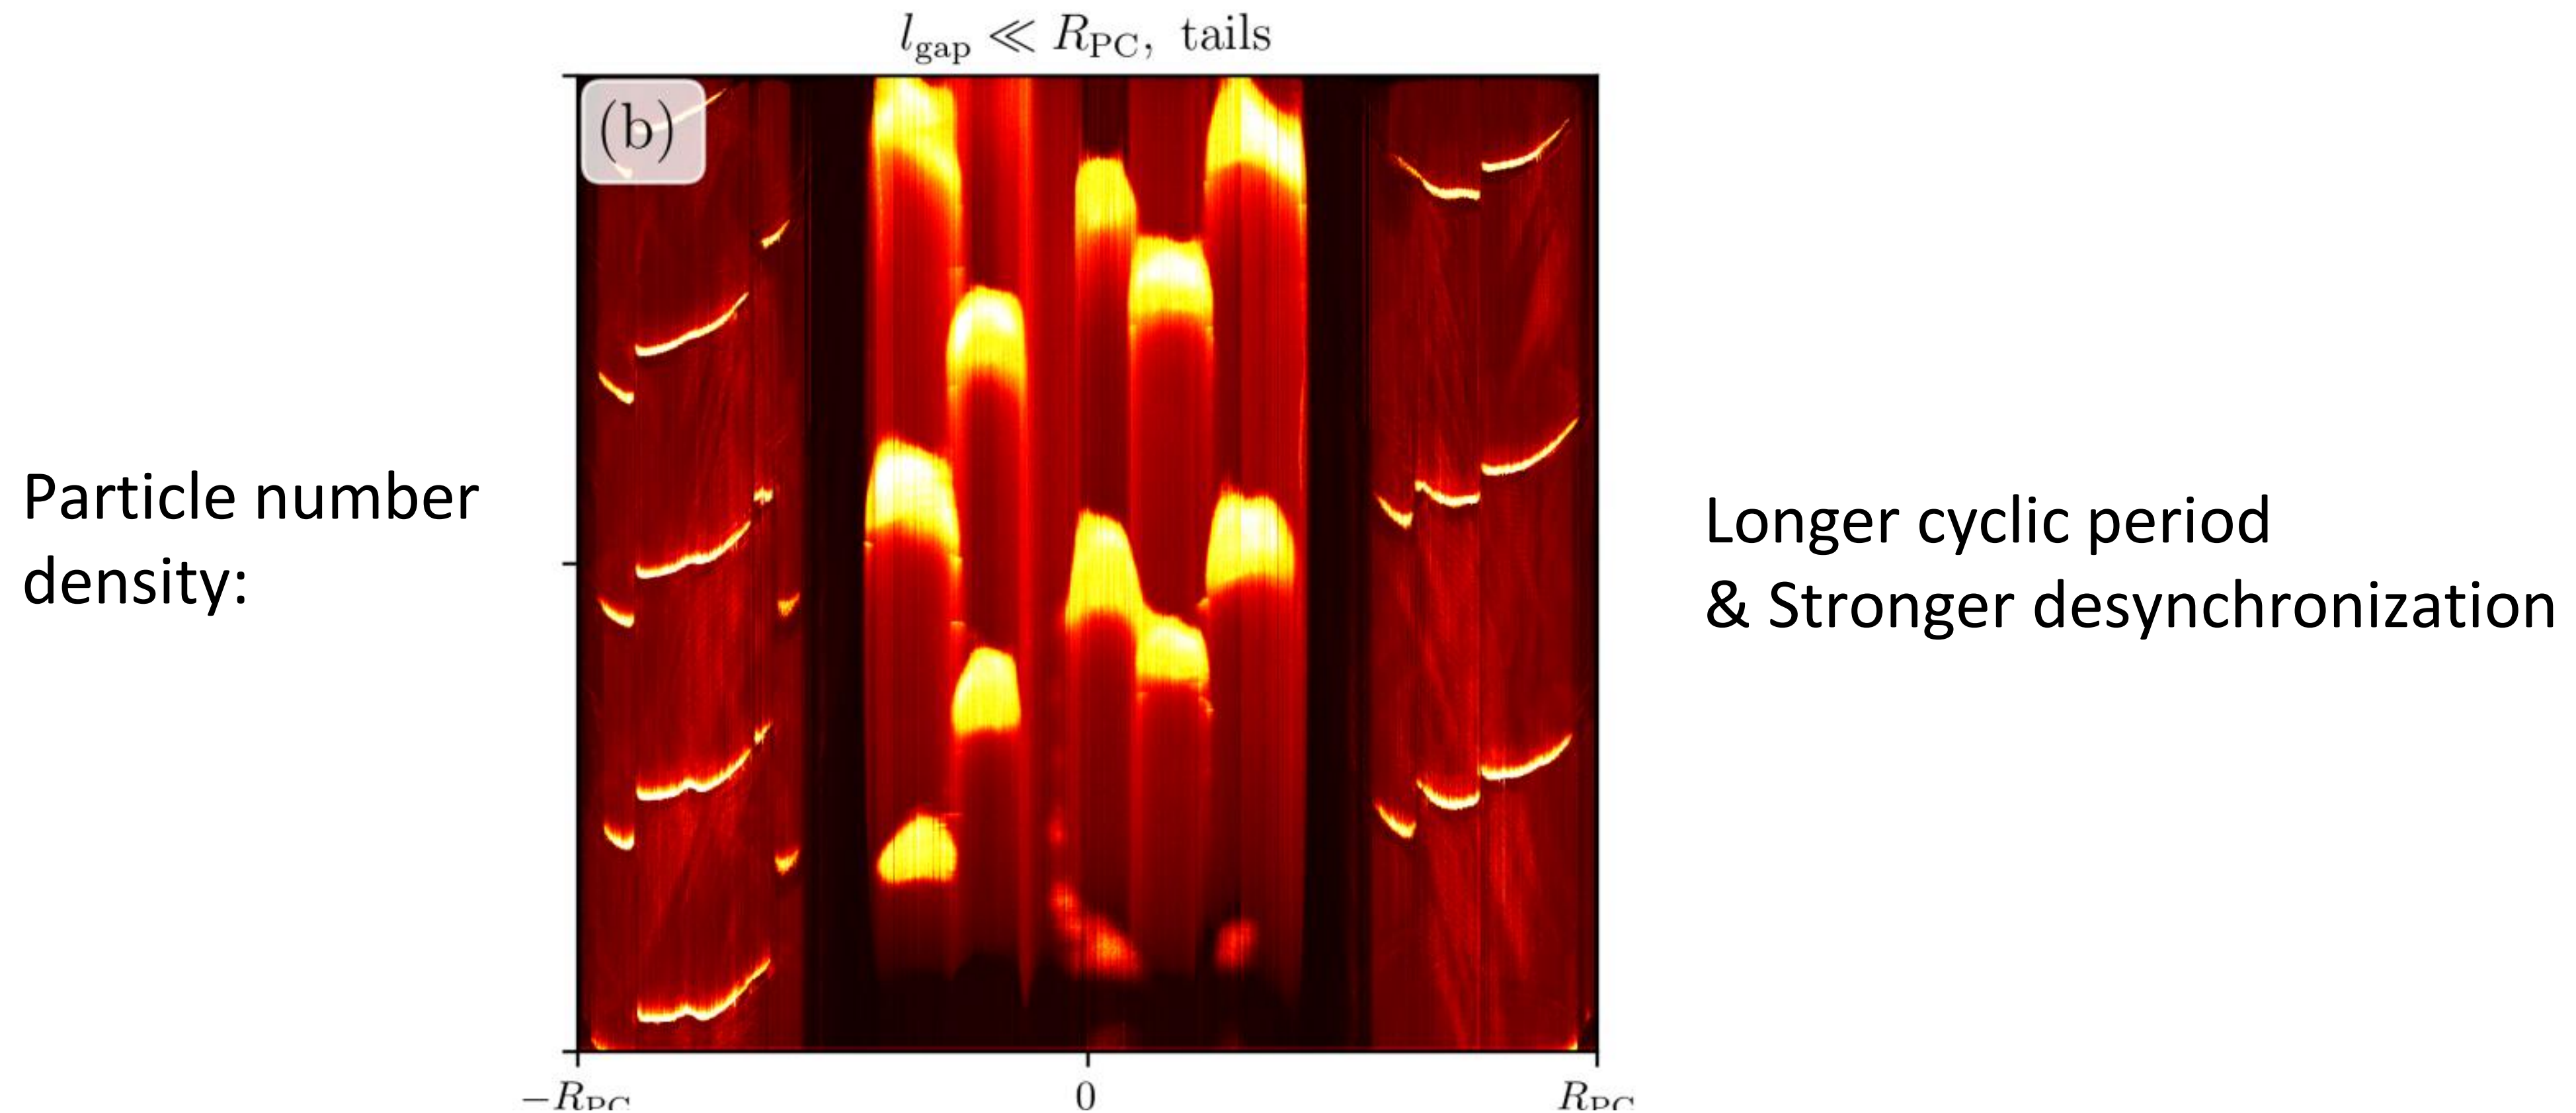 l_gap ≪ R_PC, tails
(b)
Particle number
density:
Longer cyclic period
& Stronger desynchronization
−R_PC 0 R_PC